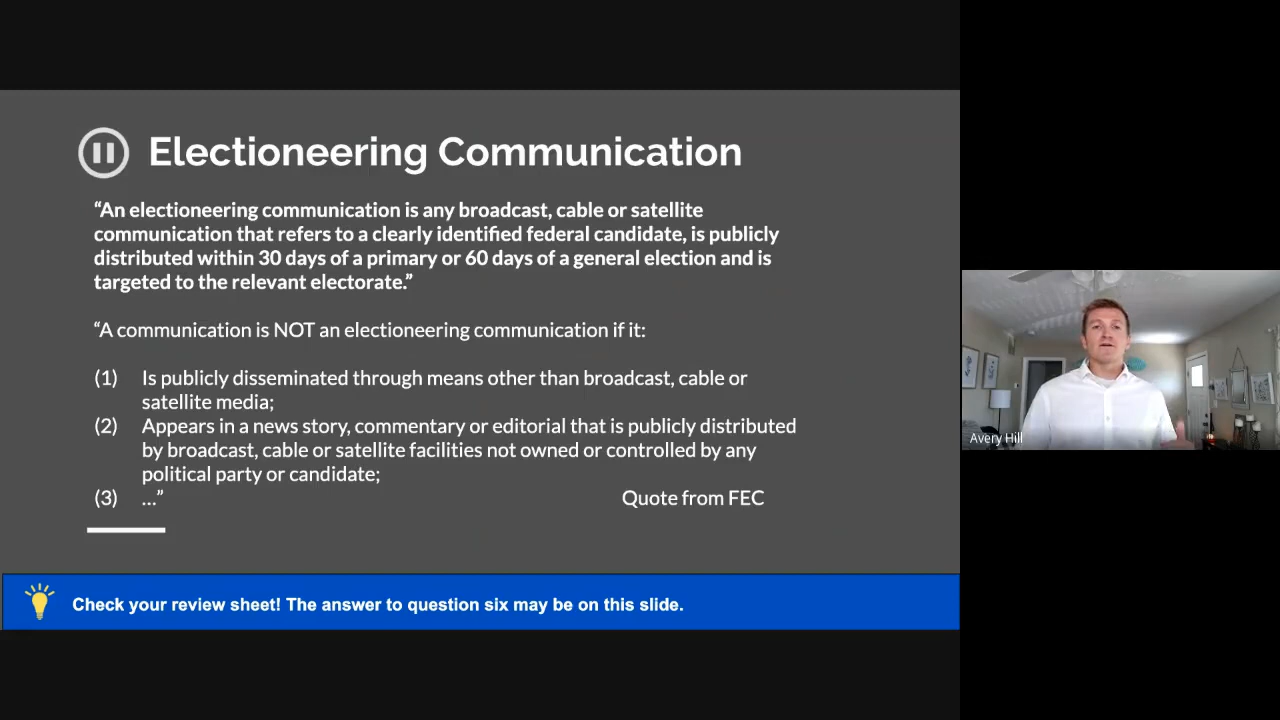 Electioneering Communication
“An electioneering communication is any broadcast, cable or satellite
communication that refers to a clearly identified federal candidate, is publicly
distributed within 30 days of a primary or 60 days of a general election and is
targeted to the relevant electorate.”
“A communication is NOT an electioneering communication if it:
(1) Is publicly disseminated through means other than broadcast, cable or
satellite media;
(2) Appears in a news story, commentary or editorial that is publicly distributed
by broadcast, cable or satellite facilities not owned or controlled by any
political party or candidate;
(3) ...” Quote from FEC
Check your review sheet! The answer to question six may be on this slide.
Avery Hill